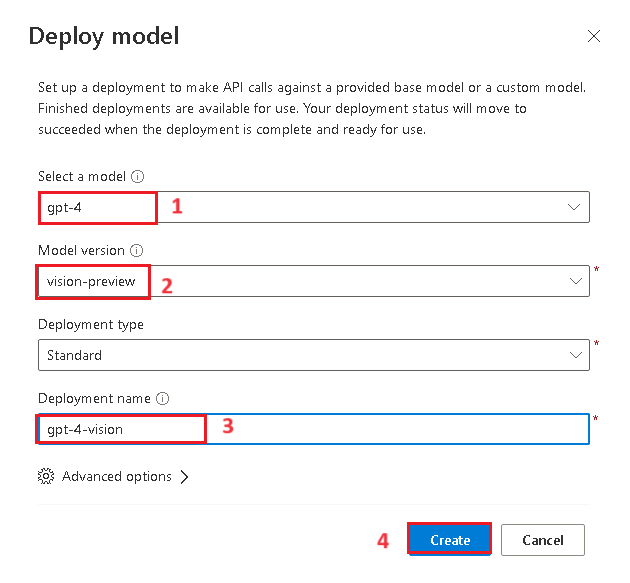 Deploy model
Set up a deployment to make API calls against a provided base model or a custom model.
Finished deployments are available for use. Your deployment status will move to
succeeded when the deployment is complete and ready for use.
Select a model
gpt-4
1
Model version
vision-preview
2
*
Deployment type
Standard
*
Deployment name
gpt-4-vision
3
*
Advanced options
4
Create
Cancel